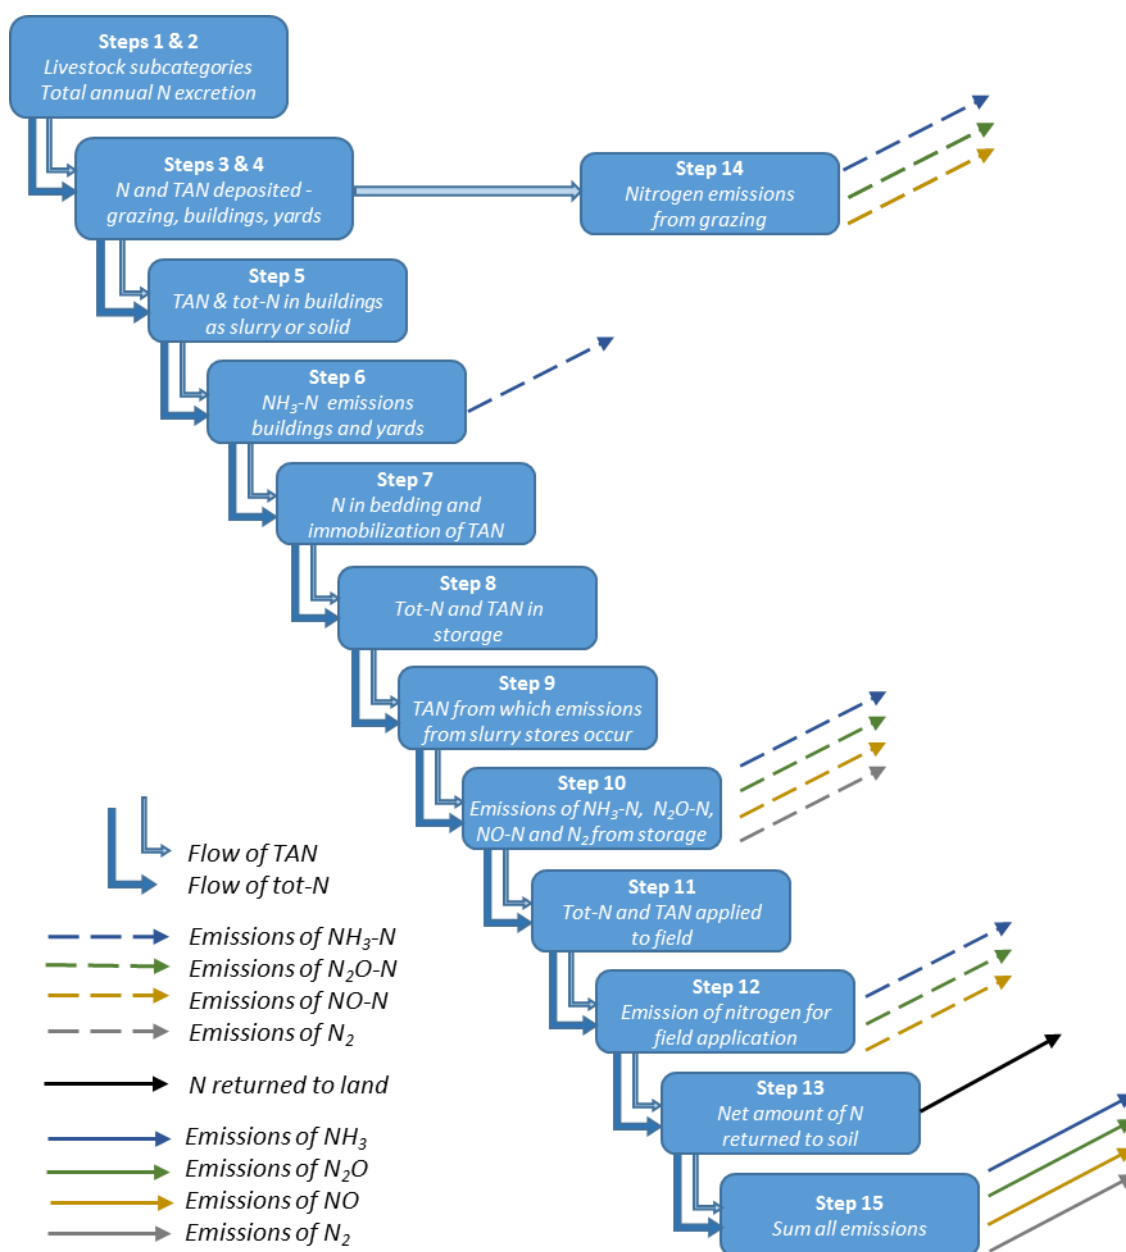 Steps 1 & 2
Livestock subcategories
Total annual N excretion
Steps 3 & 4
N and TAN deposited -
grazing, buildings, yards
Step 14
Nitrogen emissions
from grazing
Step 5
TAN & tot-N in buildings
as slurry or solid
Step 6
NH₃-N emissions
buildings and yards
Step 7
N in bedding and
immobilization of TAN
Step 8
Tot-N and TAN in
storage
Step 9
TAN from which emissions
from slurry stores occur
Step 10
Emissions of NH₃-N, N₂O-N,
NO-N and N₂ from storage
Step 11
Tot-N and TAN applied
to field
Step 12
Emission of nitrogen for
field application
Step 13
Net amount of N
returned to soil
Step 15
Sum all emissions
Flow of TAN
Flow of tot-N
Emissions of NH₃-N
Emissions of N₂O-N
Emissions of NO-N
Emissions of N₂
N returned to land
Emissions of NH₃
Emissions of N₂O
Emissions of NO
Emissions of N₂